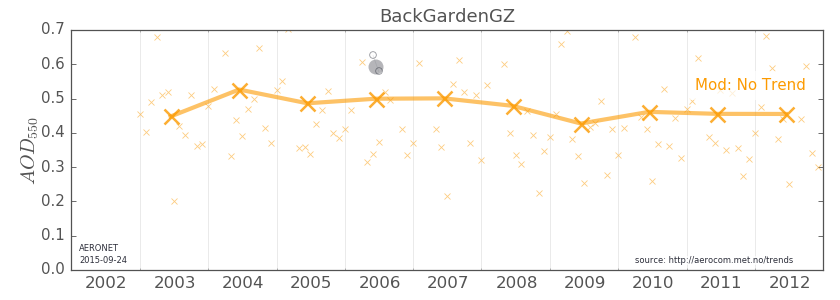 BackGardenGZ
0.7
0.6
0.5
0.4
0.3
0.2
0.1
0.0
AOD550
Mod: No Trend
AERONET
2015-09-24
source: http://aerocom.met.no/trends
2002 2003 2004 2005 2006 2007 2008 2009 2010 2011 2012